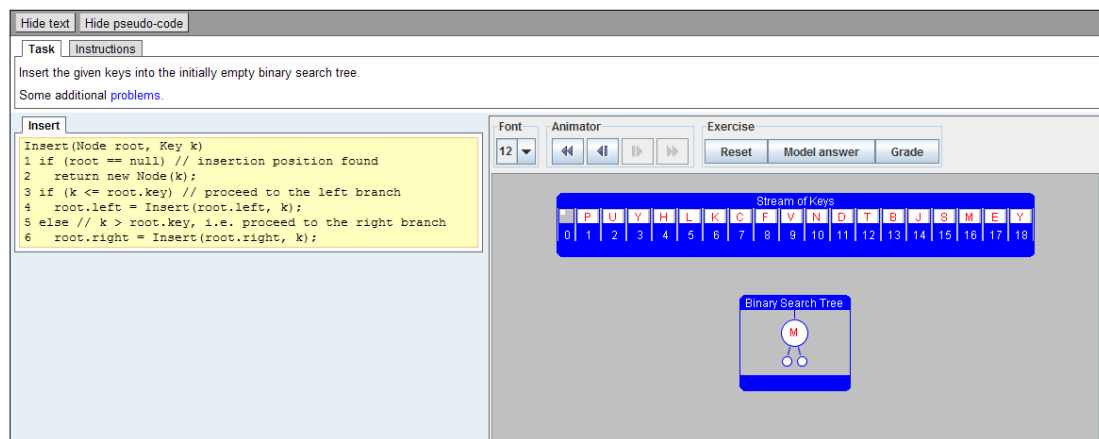 Hide text Hide pseudo-code
Task Instructions
Insert the given keys into the initially empty binary search tree.
Some additional problems.
Insert
Insert(Node root, Key k)
1 if (root == null) // insertion position found
2   return new Node(k);
3 if (k <= root.key) // proceed to the left branch
4   root.left = Insert(root.left, k);
5 else // k > root.key, i.e. proceed to the right branch
6   root.right = Insert(root.right, k);
Font Animator Exercise
12 Reset Model answer Grade
Stream of Keys
P U Y H L K C F V N D T B J S M E Y
0 1 2 3 4 5 6 7 8 9 10 11 12 13 14 15 16 17 18
Binary Search Tree
M